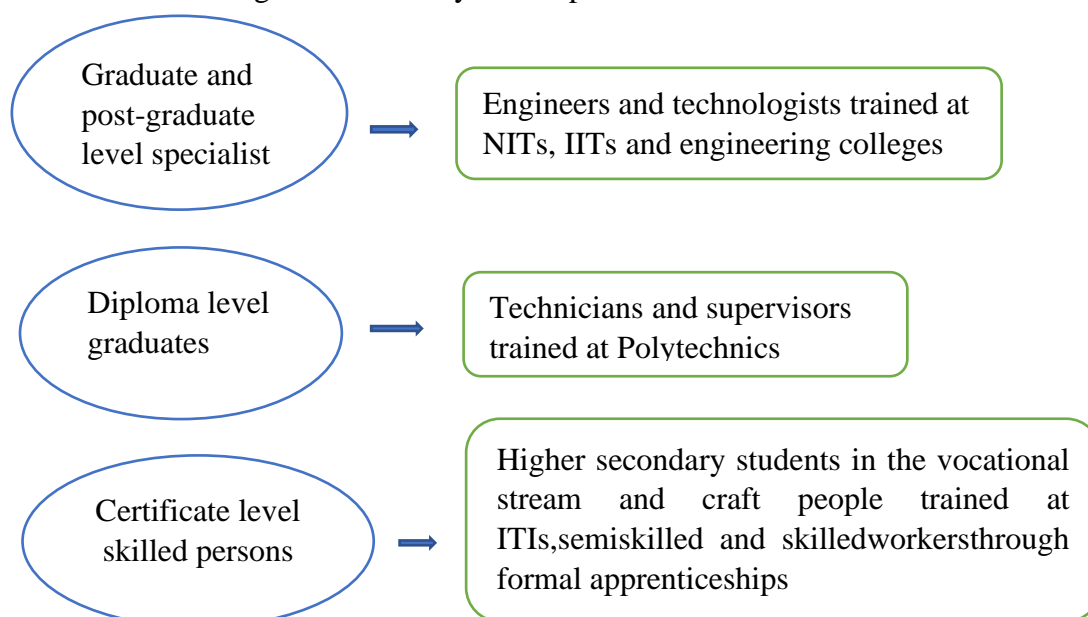 Graduate and
post-graduate
level specialist
Engineers and technologists trained at
NITs, IITs and engineering colleges
Diploma level
graduates
Technicians and supervisors
trained at Polytechnics
Certificate level
skilled persons
Higher secondary students in the vocational
stream and craft people trained at
ITIs,semiskilled and skilledworkersthrough
formal apprenticeships